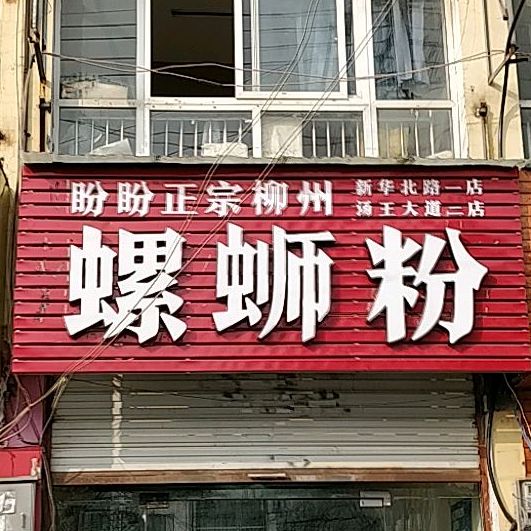 盼盼正宗柳州
新华北路一店
汤王大道二店
螺蛳粉